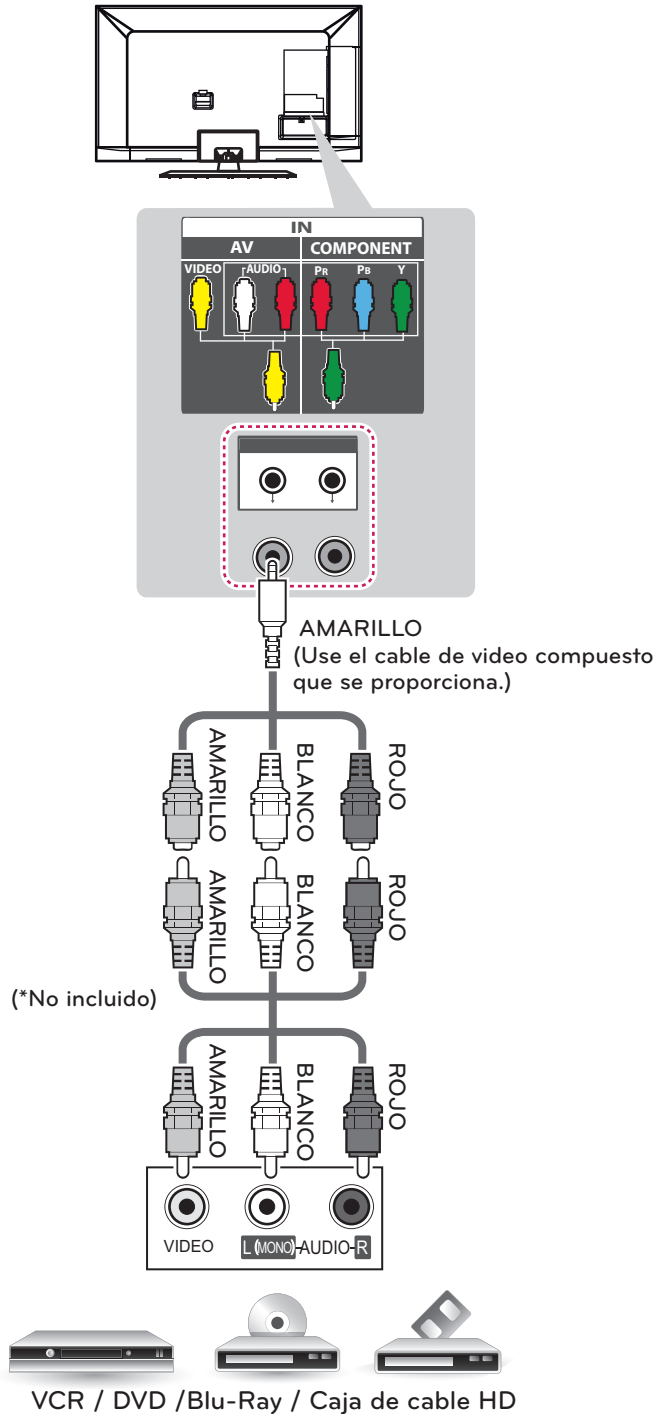 IN
AV COMPONENT
VIDEO AUDIO PR PB Y
AMARILLO
(Use el cable de video compuesto
que se proporciona.)
AMARILLO BLANCO ROJO
AMARILLO BLANCO ROJO
(*No incluido)
AMARILLO BLANCO ROJO
VIDEO L(MONO)-AUDIO-R
VCR / DVD /Blu-Ray / Caja de cable HD